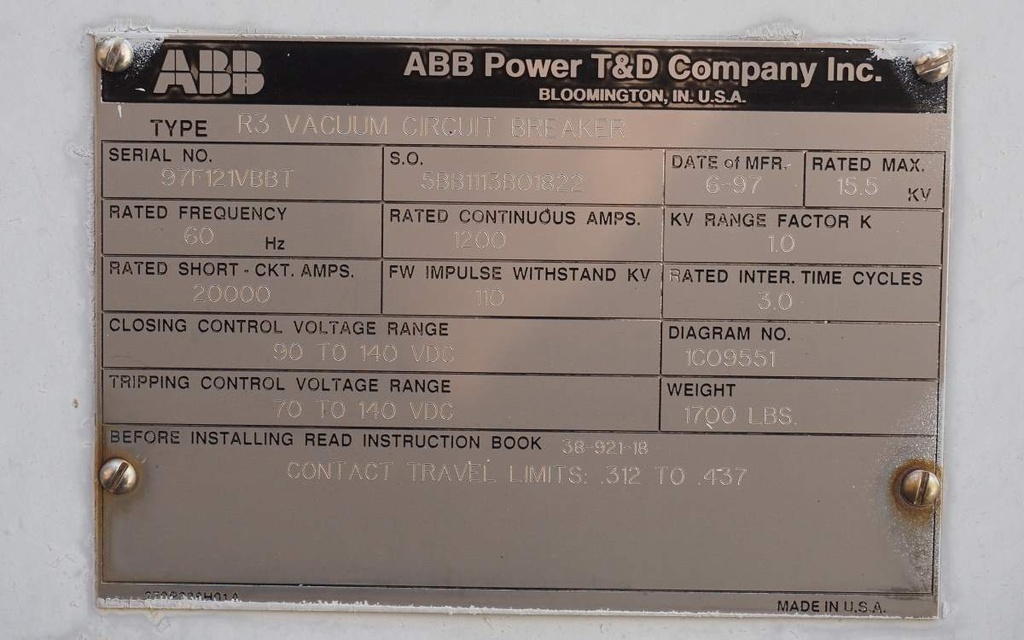 ABB ABB Power T&D Company Inc.
BLOOMINGTON, IN. U.S.A.
TYPE R3 VACUUM CIRCUIT BREAKER
SERIAL NO. S.O. DATE of MFR. RATED MAX.
97F121VBBT 5BB1113B01822 6-97 15.5 KV
RATED FREQUENCY RATED CONTINUOUS AMPS. KV RANGE FACTOR K
60 Hz 1200 1.0
RATED SHORT-CKT. AMPS. FW IMPULSE WITHSTAND KV RATED INTER. TIME CYCLES
20000 110 3.0
CLOSING CONTROL VOLTAGE RANGE DIAGRAM NO.
90 TO 140 VDC 1C09551
TRIPPING CONTROL VOLTAGE RANGE WEIGHT
70 TO 140 VDC 1700 LBS.
BEFORE INSTALLING READ INSTRUCTION BOOK 38-921-18
CONTACT TRAVEL LIMITS: .312 TO .437
MADE IN U.S.A.